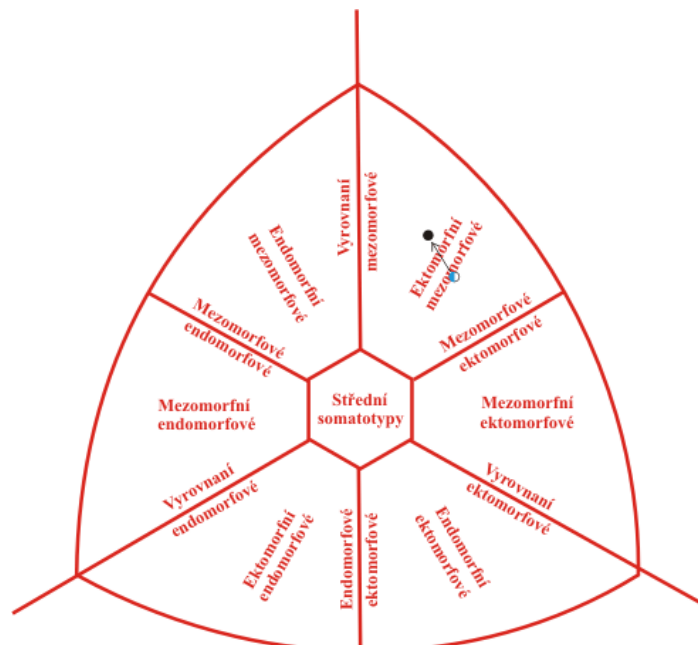 Vyrovnaní
mezomorfové
Endomorfní
mezomorfové
Ektomorfní
mezomorfové
Mezomorfové
endomorfové
Mezomorfové
ektomorfové
Střední
somatotypy
Mezomorfní
endomorfové
Mezomorfní
ektomorfové
Vyrovnaní
endomorfové
Vyrovnaní
ektomorfové
Ektomorfní
endomorfové
Endomorfové
ektomorfové
Endomorfní
ektomorfové